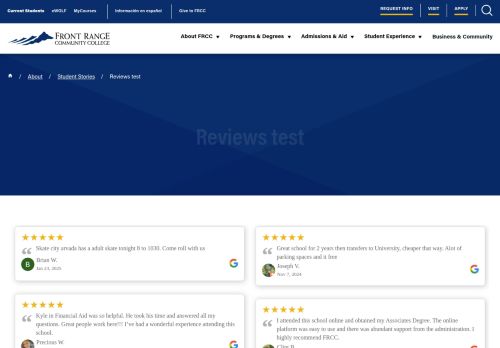 Current Students eWOLF MyCourses Información en español Give to FRCC REQUEST INFO VISIT APPLY
FRONT RANGE
COMMUNITY COLLEGE
About FRCC Programs & Degrees Admissions & Aid Student Experience Business & Community
/ About / Student Stories / Reviews test
Reviews test
Skate city arvada has a adult skate tonight 8 to 1030. Come roll with us
B
Brian W.
Jan 23, 2025
Great school for 2 years then transfers to University, cheaper that way. Alot of
parking spaces and it free
Joseph V.
Nov 7, 2024
Kyle in Financial Aid was so helpful. He took his time and answered all my
questions. Great people work here!!! I've had a wonderful experience attending this
school.
Precious W.
I attended this school online and obtained my Associates Degree. The online
platform was easy to use and there was abundant support from the administration. I
highly recommend FRCC.